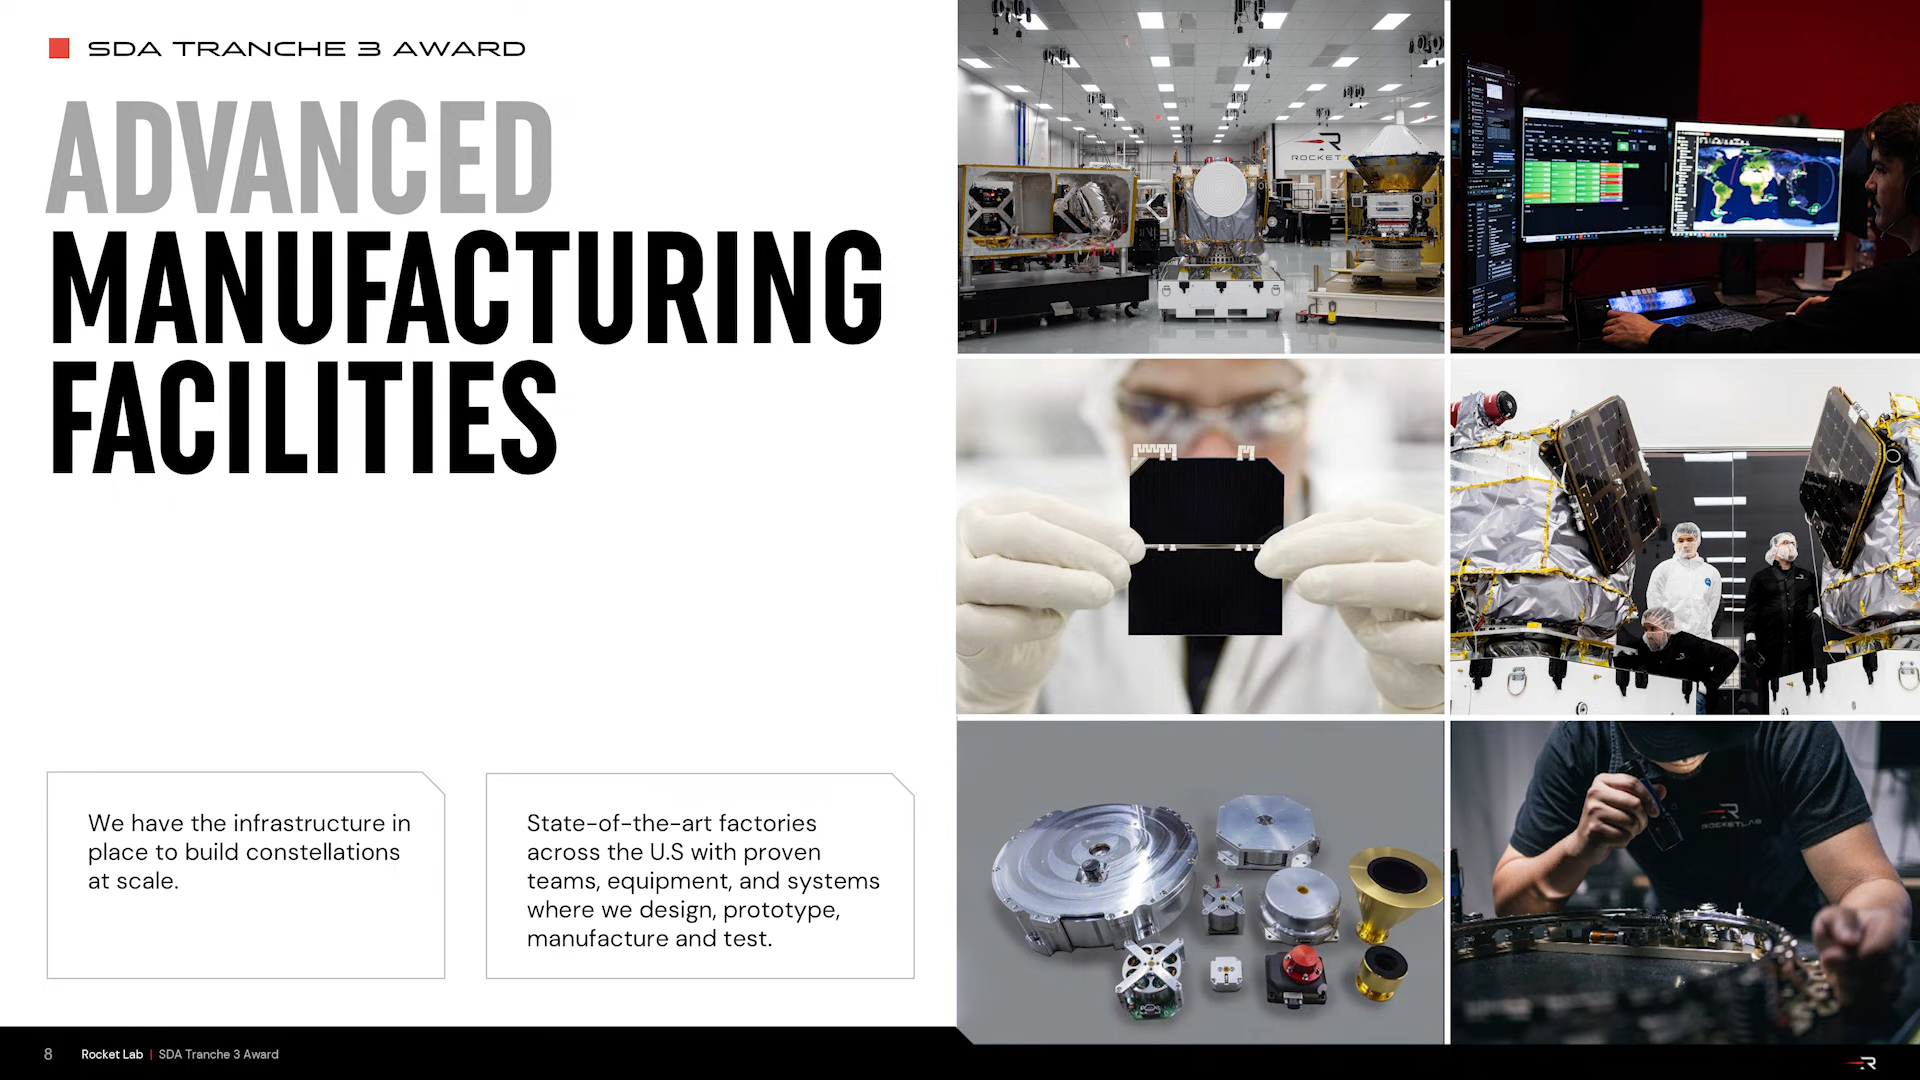 SDA TRANCHE 3 AWARD
ADVANCED
MANUFACTURING
FACILITIES
We have the infrastructure in
place to build constellations
at scale.
State-of-the-art factories
across the U.S with proven
teams, equipment, and systems
where we design, prototype,
manufacture and test.
ROCKETLAB
8 Rocket Lab | SDA Tranche 3 Award